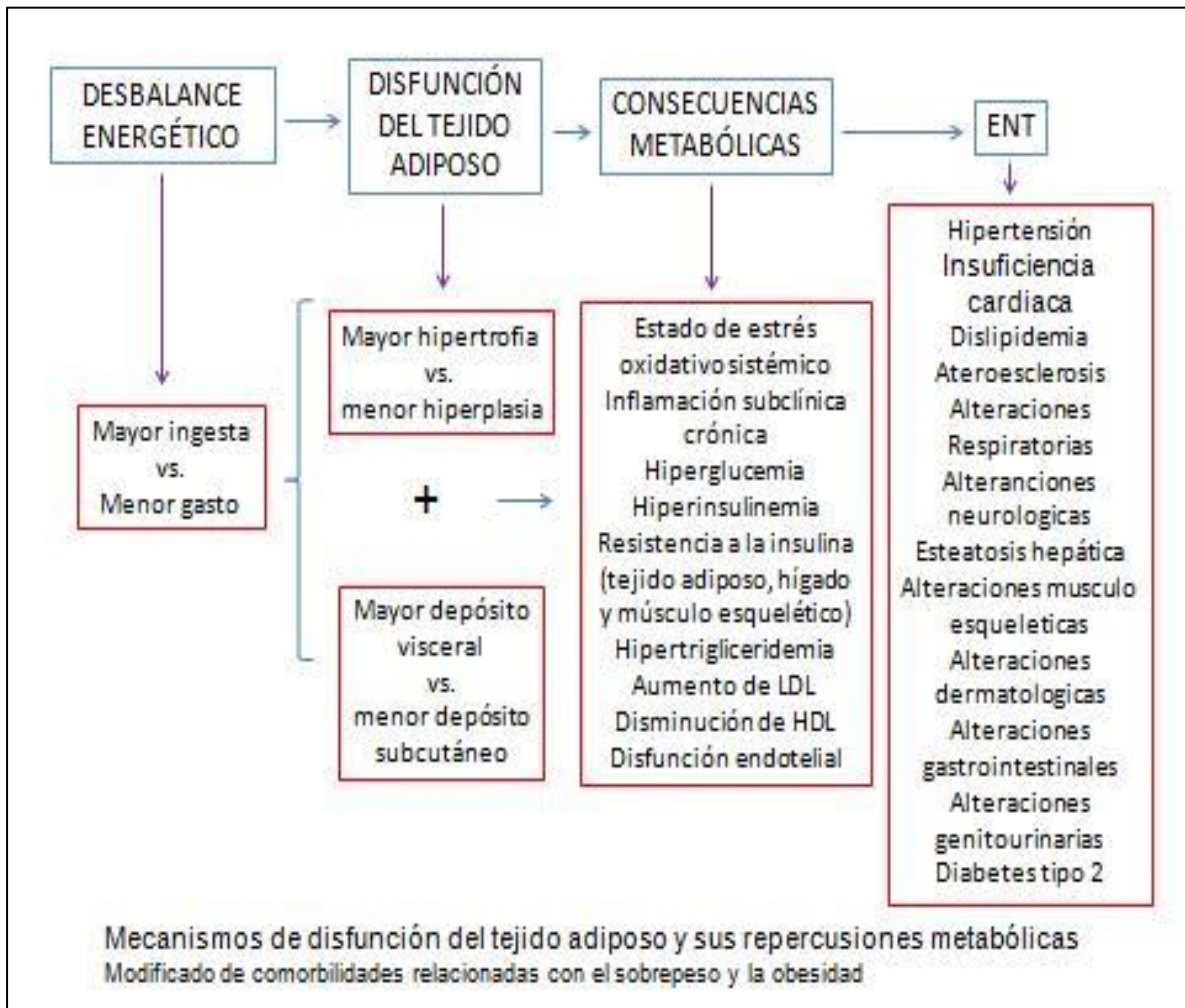 DESBALANCE
ENERGÉTICO
DISFUNCIÓN
DEL TEJIDO
ADIPOSO
CONSECUENCIAS
METABÓLICAS
ENT
Mayor ingesta
vs.
Menor gasto
Mayor hipertrofia
vs.
menor hiperplasia
+
Mayor depósito
visceral
vs.
menor depósito
subcutáneo
Estado de estrés
oxidativo sistémico
Inflamación subclínica
crónica
Hiperglucemia
Hiperinsulinemia
Resistencia a la insulina
(tejido adiposo, hígado
y músculo esquelético)
Hipertrigliceridemia
Aumento de LDL
Disminución de HDL
Disfunción endotelial
Hipertensión
Insuficiencia
cardiaca
Dislipidemia
Ateroesclerosis
Alteraciones
Respiratorias
Alteranciones
neurologicas
Esteatosis hepática
Alteraciones musculo
esqueleticas
Alteraciones
dermatologicas
Alteraciones
gastrointestinales
Alteraciones
genitourinarias
Diabetes tipo 2
Mecanismos de disfunción del tejido adiposo y sus repercusiones metabólicas
Modificado de comorbilidades relacionadas con el sobrepeso y la obesidad